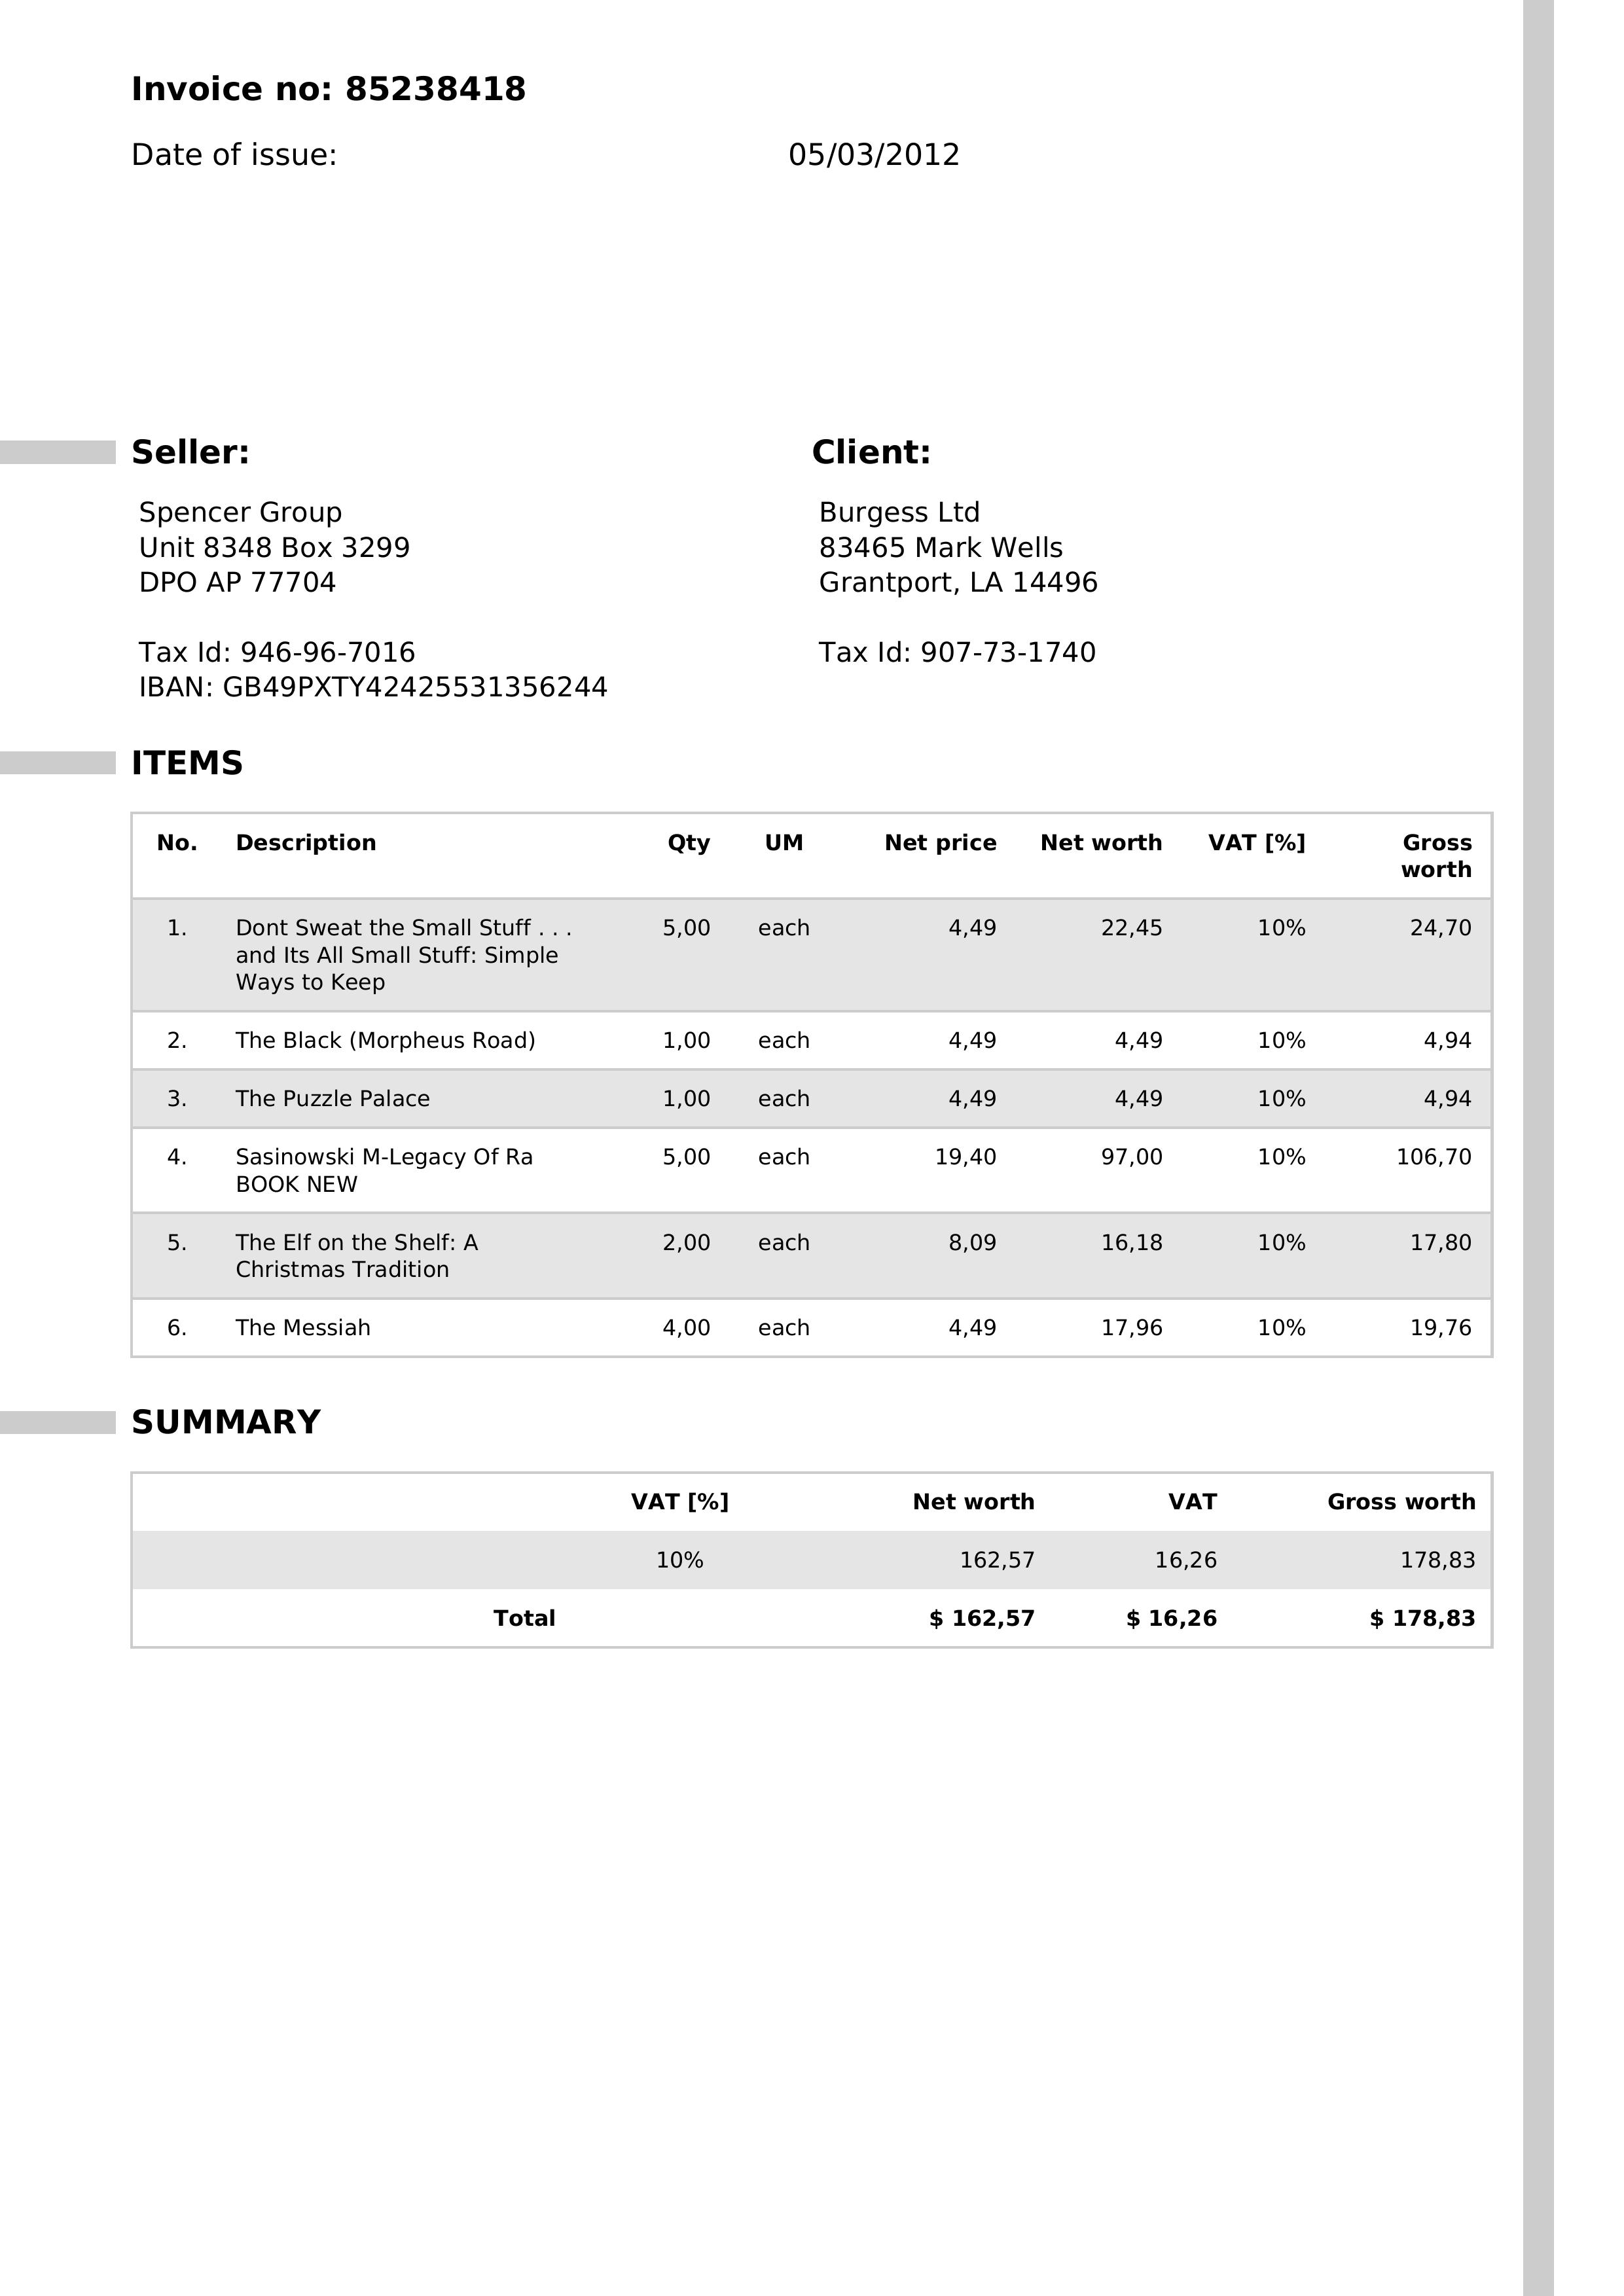 Invoice no: 85238418
Date of issue: 05/03/2012
Seller:
Spencer Group
Unit 8348 Box 3299
DPO AP 77704
Tax Id: 946-96-7016
IBAN: GB49PXTY42425531356244
Client:
Burgess Ltd
83465 Mark Wells
Grantport, LA 14496
Tax Id: 907-73-1740
ITEMS
No. Description Qty UM Net price Net worth VAT [%] Gross
worth
1. Dont Sweat the Small Stuff . . . 5,00 each 4,49 22,45 10% 24,70
and Its All Small Stuff: Simple
Ways to Keep
2. The Black (Morpheus Road) 1,00 each 4,49 4,49 10% 4,94
3. The Puzzle Palace 1,00 each 4,49 4,49 10% 4,94
4. Sasinowski M-Legacy Of Ra 5,00 each 19,40 97,00 10% 106,70
BOOK NEW
5. The Elf on the Shelf: A 2,00 each 8,09 16,18 10% 17,80
Christmas Tradition
6. The Messiah 4,00 each 4,49 17,96 10% 19,76
SUMMARY
VAT [%] Net worth VAT Gross worth
10% 162,57 16,26 178,83
Total $ 162,57 $ 16,26 $ 178,83